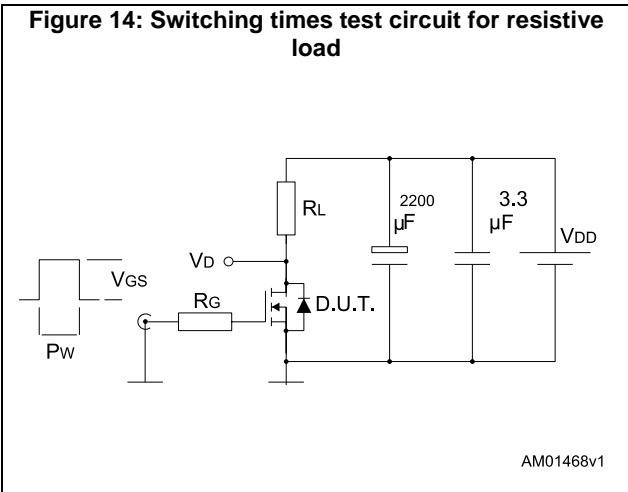 Figure 14: Switching times test circuit for resistive
load
2200
μF
3.3
μF
RL
VDD
VD
VGS
RG
D.U.T.
PW
AM01468v1